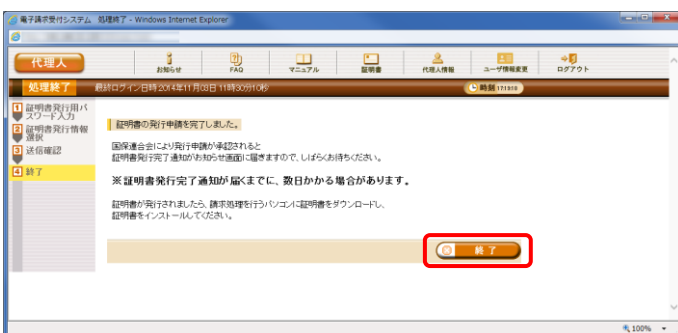 電子請求受付システム 処理終了 - Windows Internet Explorer
代理人
お知らせ
FAQ
マニュアル
証明書
代理人情報
ユーザ情報変更
ログアウト
処理終了
最終ログイン日時 2014年11月03日 11時30分10秒
時刻 17:19:10
1 証明書発行用パスワード入力
2 証明書発行情報選択
3 送信確認
4 終了
証明書の発行申請を完了しました。
国保連合会により発行申請が承認されると
証明書発行完了通知がお知らせ画面に届きますので、しばらくお待ちください。
※証明書発行完了通知が届くまでに、数日かかる場合があります。
証明書が発行されましたら、請求処理を行うパソコンに証明書をダウンロードし、
証明書をインストールしてください。
終了
100%